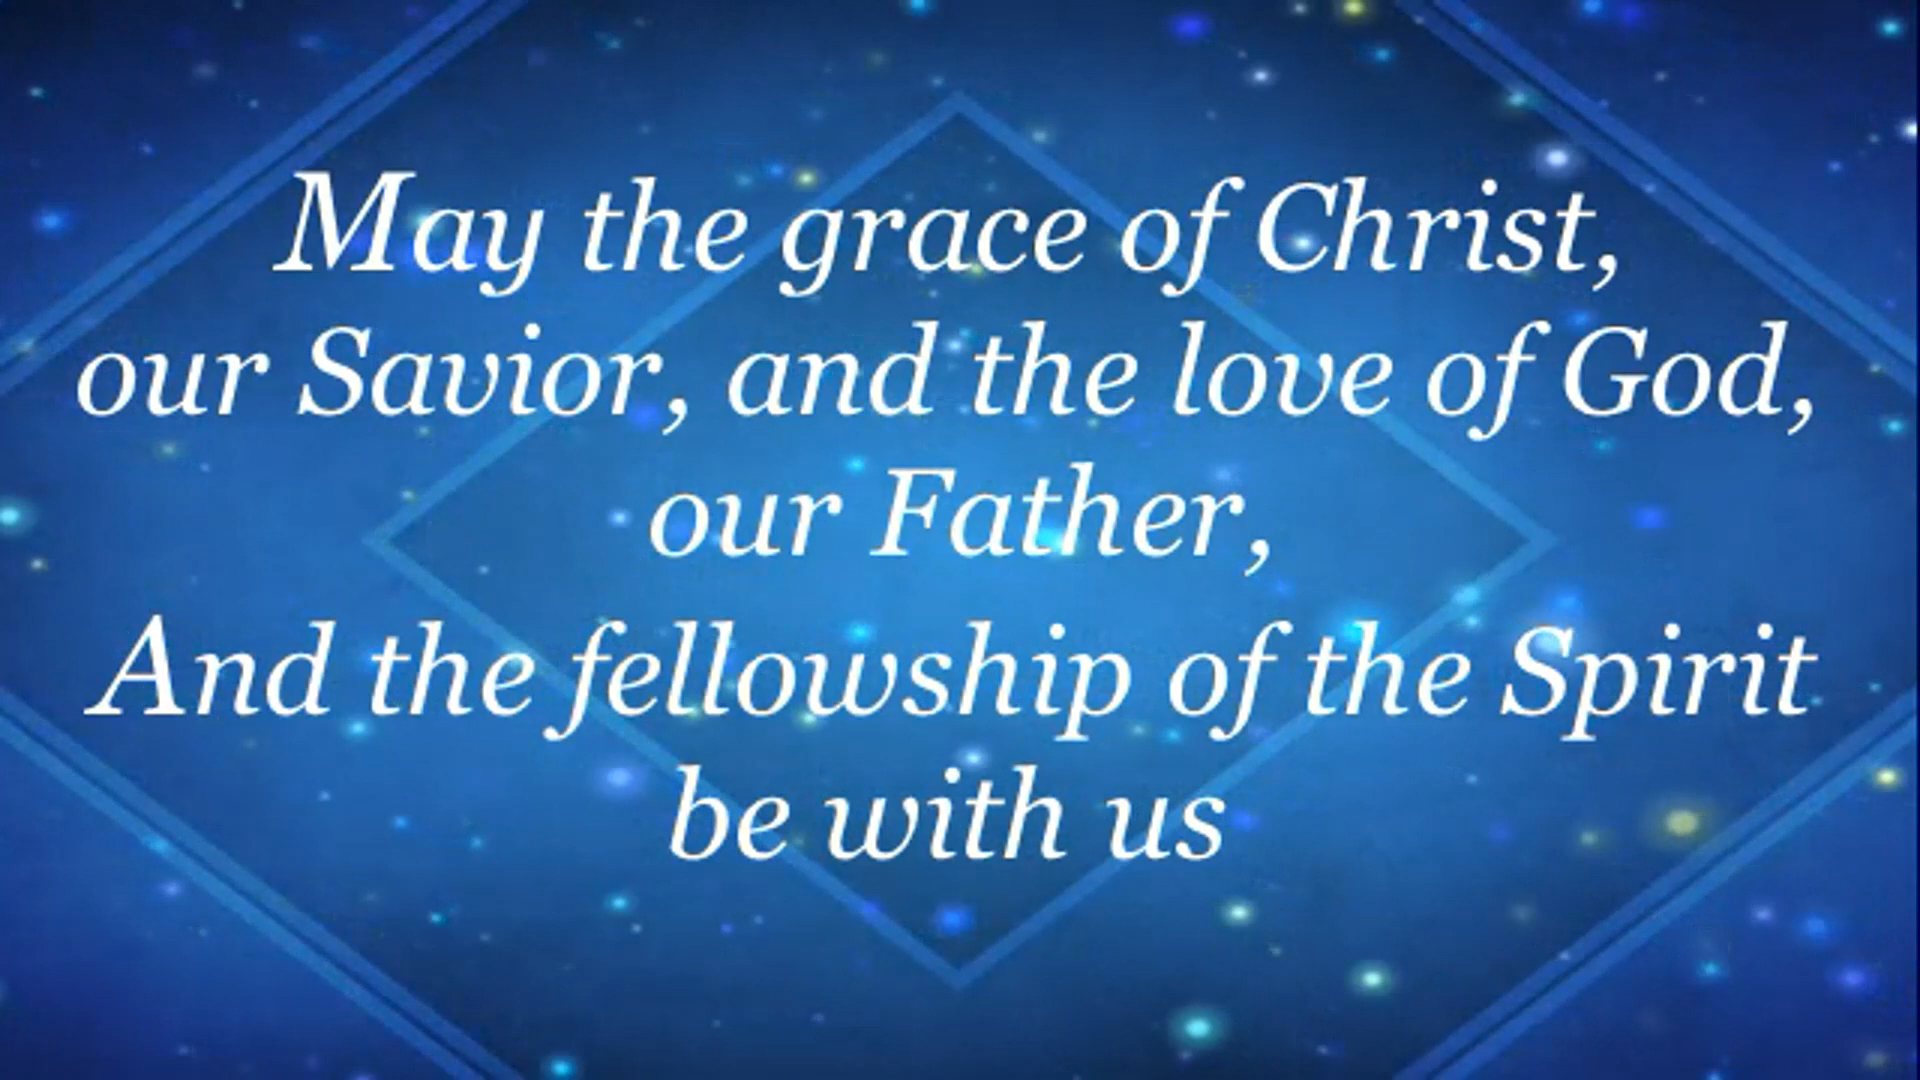 May the grace of Christ,
our Savior, and the love of God,
our Father,
And the fellowship of the Spirit
be with us